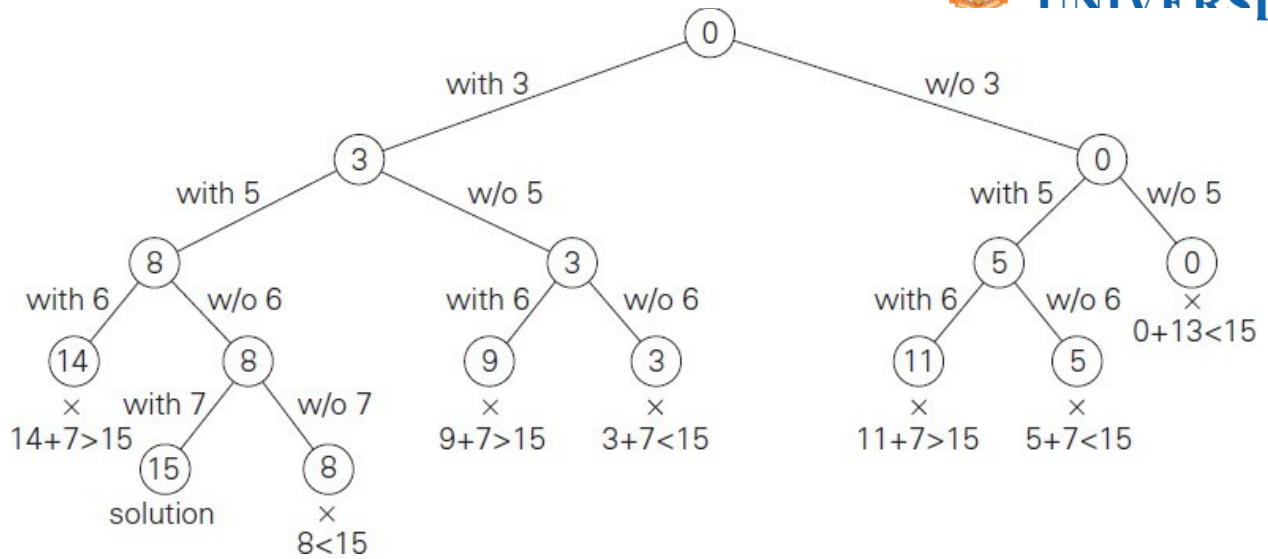 UNIVERSI
0
with 3
w/o 3
3
0
with 5
w/o 5
with 5
w/o 5
8
3
5
0
with 6
w/o 6
with 6
w/o 6
with 6
w/o 6
×
0+13<15
14
8
9
3
11
5
×
with 7
w/o 7
×
×
×
×
14+7>15
9+7>15
3+7<15
11+7>15
5+7<15
15
8
solution
×
8<15